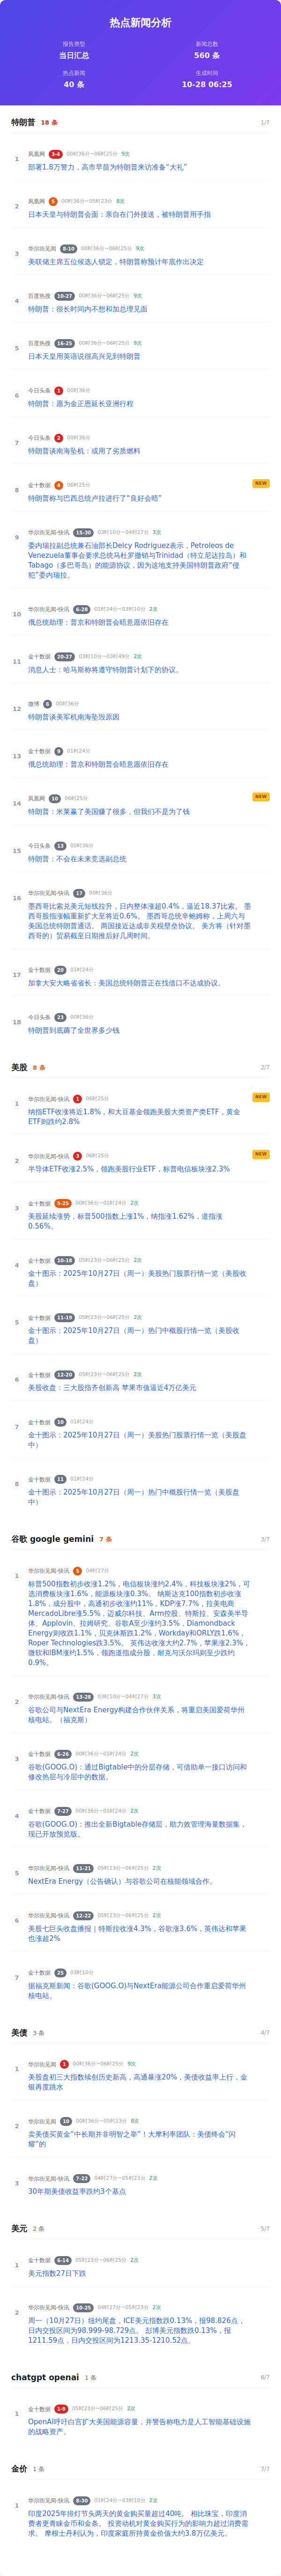 热点新闻分析
报告类型
新闻总数
当日汇总
560 条
热点新闻
生成时间
40 条
10-28 06:25
特朗普 18 条 1/7
1
凤凰网 3-4 00时36分~06时25分 9次
部署1.8万警力，高市早苗为特朗普来访准备“大礼”
2
凤凰网 5 00时36分~05时23分 8次
日本天皇与特朗普会面：亲自在门外接送，被特朗普用手指
3
华尔街见闻 8-10 00时36分~06时25分 9次
美联储主席五位候选人锁定，特朗普称预计年底作出决定
4
百度热搜 10-27 00时36分~06时25分 9次
特朗普：很长时间内不想和加总理见面
5
百度热搜 16-25 00时36分~06时25分 9次
日本天皇用英语说很高兴见到特朗普
6
今日头条 1 00时36分
特朗普：愿为金正恩延长亚洲行程
7
今日头条 2 00时36分
特朗普谈南海坠机：或用了劣质燃料
8
金十数据 4 06时25分
NEW
特朗普称与巴西总统卢拉进行了“良好会晤”
9
华尔街见闻-快讯 15-30 03时10分~04时27分 3次
委内瑞拉副总统兼石油部长Delcy Rodriguez表示，Petroleos de
Venezuela董事会要求总统马杜罗撤销与Trinidad（特立尼达拉岛）和
Tabago（多巴哥岛）的能源协议，因为这地支持美国特朗普政府“侵
犯”委内瑞拉。
10
华尔街见闻-快讯 6-28 01时24分~03时10分 2次
俄总统助理：普京和特朗普会晤意愿依旧存在
11
金十数据 20-27 03时10分~03时49分 2次
消息人士：哈马斯称将遵守特朗普计划下的协议。
12
微博 6 00时36分
特朗普谈美军机南海坠毁原因
13
金十数据 9 01时24分
俄总统助理：普京和特朗普会晤意愿依旧存在
14
凤凰网 10 06时25分
NEW
特朗普：米莱赢了美国赚了很多，但我们不是为了钱
15
今日头条 13 00时36分
特朗普：不会在未来竞选副总统
16
华尔街见闻-快讯 17 00时36分
墨西哥比索兑美元短线拉升，日内整体涨超0.4%，逼近18.37比索。 墨
西哥股指涨幅重新扩大至将近0.6%。 墨西哥总统辛鲍姆称，上周六与
美国总统特朗普通话。 两国接近达成非关税壁垒协议。 美方将（针对墨
西哥的）贸易截至日期推后好几周时间。
17
金十数据 20 01时24分
加拿大安大略省省长：美国总统特朗普正在找借口不达成协议。
18
今日头条 23 00时36分
特朗普到底薅了全世界多少钱
美股 8 条 2/7
1
华尔街见闻-快讯 1 06时25分
NEW
纳指ETF收涨将近1.8%，和大豆基金领跑美股大类资产类ETF，黄金
ETF则跌约2.8%
2
华尔街见闻-快讯 3 06时25分
NEW
半导体ETF收涨2.5%，领跑美股行业ETF，标普电信板块涨2.3%
3
金十数据 5-25 00时36分~01时24分 2次
美股延续涨势，标普500指数上涨1%，纳指涨1.62%，道指涨
0.56%。
4
金十数据 10-18 05时23分~06时25分 2次
金十图示：2025年10月27日（周一）美股热门股票行情一览（美股收
盘）
5
金十数据 11-19 05时23分~06时25分 2次
金十图示：2025年10月27日（周一）热门中概股行情一览（美股收
盘）
6
金十数据 12-20 05时23分~06时25分 2次
美股收盘：三大股指齐创新高 苹果市值逼近4万亿美元
7
金十数据 10 01时24分
金十图示：2025年10月27日（周一）美股热门股票行情一览（美股盘
中）
8
金十数据 11 01时24分
金十图示：2025年10月27日（周一）热门中概股行情一览（美股盘
中）
谷歌 google gemini 7 条 3/7
1
华尔街见闻-快讯 5 04时27分
标普500指数初步收涨1.2%，电信板块涨约2.4%，科技板块涨2%，可
选消费板块涨1.6%，能源板块涨0.3%。 纳斯达克100指数初步收涨
1.8%，成分股中，高通初步收涨约11%，KDP涨7.7%，拉美电商
MercadoLibre涨5.5%，迈威尔科技、Arm控股、特斯拉、安森美半导
体、Applovin、拉姆研究、谷歌A至少涨约3.5%，Diamondback
Energy则收跌1.1%，贝克休斯跌1.2%，Workday和ORLY跌1.6%，
Roper Technologies跌3.5%。 英伟达收涨大约2.7%，苹果涨2.3%，
微软和IBM涨约1.5%，领跑道指成分股，耐克与沃尔玛则至少跌约
0.9%。
2
华尔街见闻-快讯 13-28 03时10分~04时27分 3次
谷歌公司与NextEra Energy构建合作伙伴关系，将重启美国爱荷华州
核电站。（福克斯）
3
金十数据 6-26 00时36分~01时24分 2次
谷歌(GOOG.O)：通过Bigtable中的分层存储，可借助单一接口访问和
修改热层与冷层中的数据。
4
金十数据 7-27 00时36分~01时24分 2次
谷歌(GOOG.O)：推出全新Bigtable存储层，助力效管理海量数据集，
现已开放预览版。
5
华尔街见闻-快讯 11-21 05时23分~06时25分 2次
NextEra Energy（公告确认）与谷歌公司在核能领域合作。
6
华尔街见闻-快讯 12-22 05时23分~06时25分 2次
美股七巨头收盘播报｜特斯拉收涨4.3%，谷歌涨3.6%，英伟达和苹果
也涨超2%
7
金十数据 25 03时10分
据福克斯新闻：谷歌(GOOG.O)与NextEra能源公司合作重启爱荷华州
核电站。
美债 3 条 4/7
1
华尔街见闻 1 00时36分~06时25分 9次
美股盘初三大指数续创历史新高，高通暴涨20%，美债收益率上行，金
银再度跳水
2
华尔街见闻 10 00时36分~05时23分 8次
卖美债买黄金“中长期并非明智之举”！大摩利率团队：美债终会“闪
耀”的
3
华尔街见闻-快讯 7-22 04时27分~05时23分 2次
30年期美债收益率跌约3个基点
美元 2 条 5/7
1
金十数据 6-14 05时23分~06时25分 2次
美元指数27日下跌
2
华尔街见闻-快讯 10-25 04时27分~05时23分 2次
周一（10月27日）纽约尾盘，ICE美元指数跌0.13%，报98.826点，
日内交投区间为98.999-98.729点。 彭博美元指数跌0.13%，报
1211.59点，日内交投区间为1213.35-1210.52点。
chatgpt openai 1 条 6/7
1
金十数据 1-9 05时23分~06时25分 2次
OpenAI呼吁白宫扩大美国能源容量，并警告称电力是人工智能基础设施
的战略资产。
金价 1 条 7/7
1
华尔街见闻-快讯 8-30 01时24分~03时10分 2次
印度2025年排灯节头两天的黄金购买量超过40吨。 相比珠宝，印度消
费者更青睐金币和金条。 投资动机对黄金购买行为的影响力超过消费需
求。 摩根士丹利认为，印度家庭所持黄金价值大约3.8万亿美元。